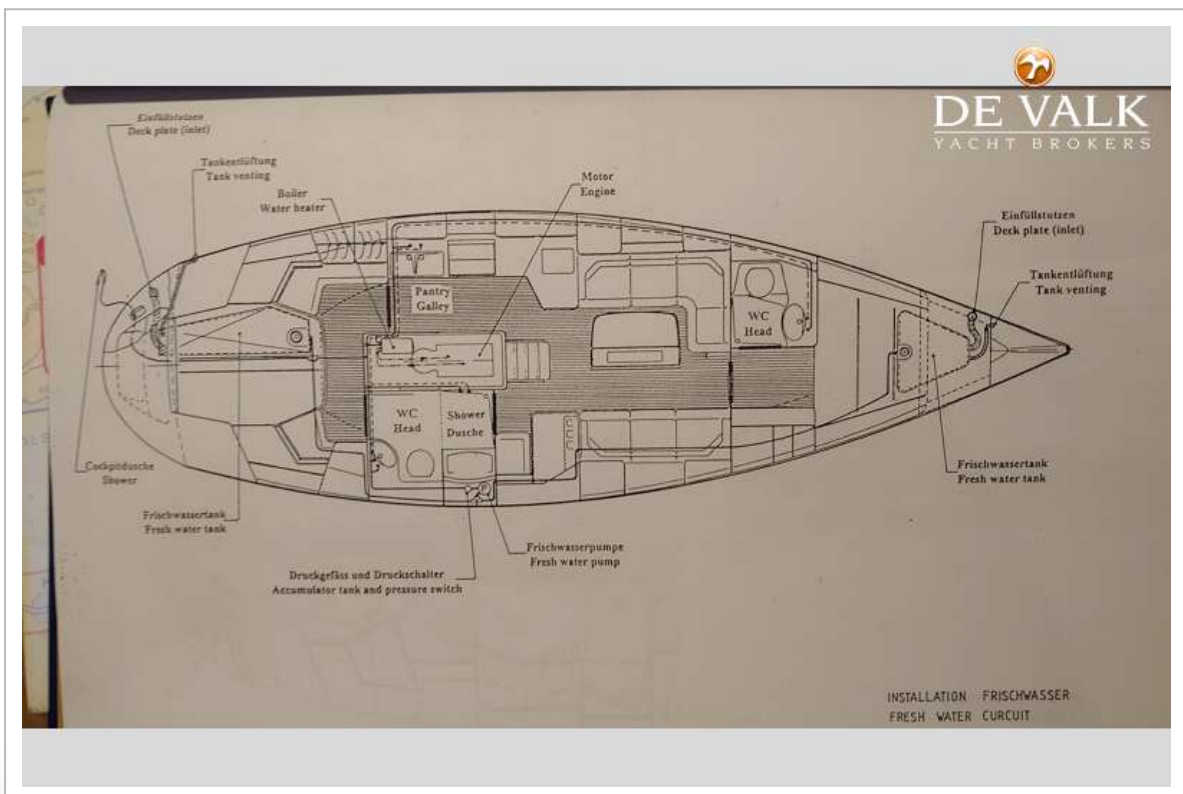 DE VALK
YACHT BROKERS
Einfüllstutzen
Deck plate (inlet)
Tankentlüftung
Tank venting
Boiler
Water heater
Motor
Engine
Einfüllstutzen
Deck plate (inlet)
Tankentlüftung
Tank venting
Pantry
Galley
WC
Head
WC
Head
Shower
Dusche
Cockpitdusche
Shower
Frischwassertank
Fresh water tank
Frischwassertank
Fresh water tank
Frischwasserpumpe
Fresh water pump
Druckgefäss und Druckschalter
Accumulator tank and pressure switch
INSTALLATION FRISCHWASSER
FRESH WATER CURCUIT